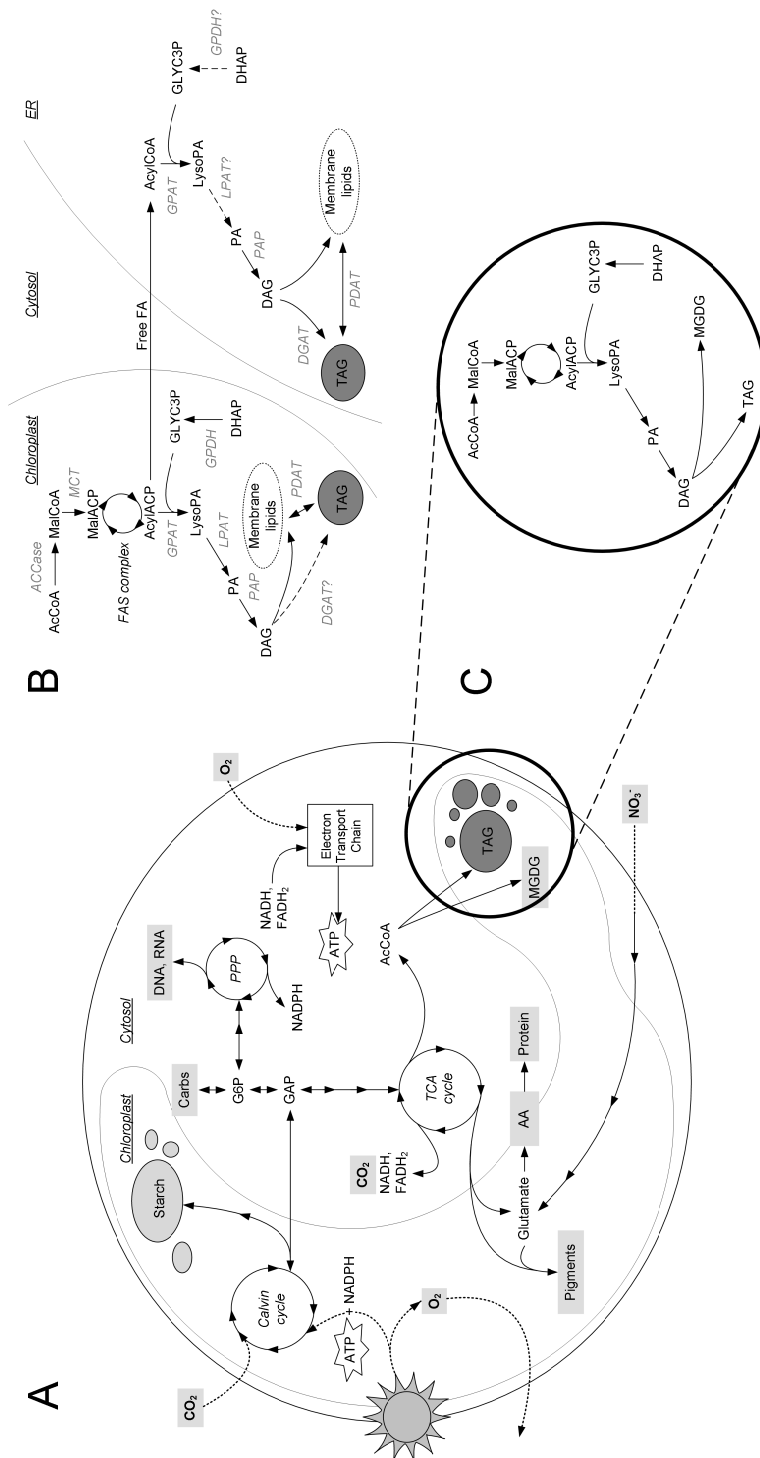 A
CO₂
Calvin
cycle
ATP
+ NADPH
O₂
Starch
Chloroplast
Cytosol
Carbs
G6P
GAP
DNA, RNA
PPP
NADPH
NADH,
FADH₂
O₂
Electron
Transport
Chain
ATP
CO₂
NADH,
FADH₂
TCA
cycle
AcCoA
TAG
MGDG
Pigments
Glutamate
AA
Protein
NO₃⁻
B
Chloroplast
Cytosol
ER
ACCase
AcCoA
MalCoA
MCT
MalACP
FAS complex
AcylACP
Free FA
AcylCoA
GPAT
GLYC3P
GPDH
DHAP
LysoPA
LPAT
PA
PAP
DAG
Membrane
lipids
PDAT
DGAT?
TAG
GPAT
GLYC3P
GPDH?
DHAP
LysoPA
LPAT?
PA
PAP
DAG
DGAT
TAG
PDAT
Membrane
lipids
C
AcCoA
MalCoA
MalACP
AcylACP
GLYC3P
DHAP
LysoPA
PA
DAG
MGDG
TAG